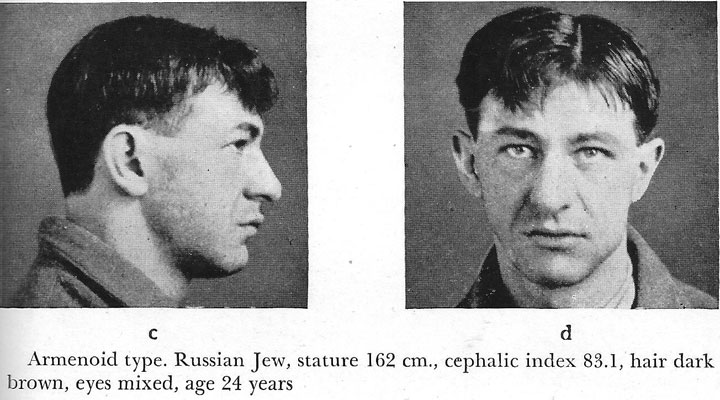 c d
Armenoid type. Russian Jew, stature 162 cm., cephalic index 83.1, hair dark
brown, eyes mixed, age 24 years